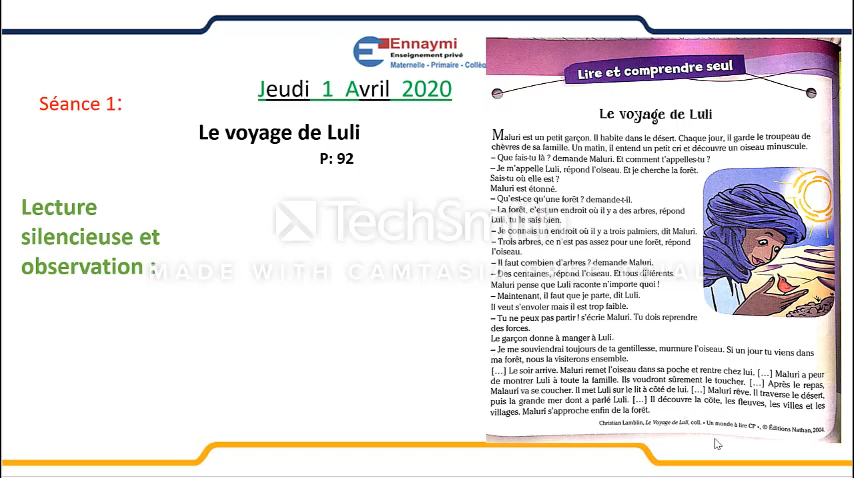 Ennaymi
Enseignement privé
Maternelle - Primaire - Collè
Jeudi 1 Avril 2020
Séance 1:
Le voyage de Luli
P: 92
Lecture
silencieuse et
observation :
Lire et comprendre seul
Le voyage de Luli
Maluri est un petit garçon. Il habite dans le désert. Chaque jour, il garde le troupeau de
chèvres de sa famille. Un matin, il entend un petit cri et découvre un oiseau minuscule.
– Que fais-tu là ? demande Maluri. Et comment t'appelles-tu ?
– Je m'appelle Luli, répond l'oiseau. Et je cherche la forêt.
Sais-tu où elle est ?
Maluri est étonné.
– Qu'est-ce qu'une forêt ? demande-t-il.
– La forêt, c'est un endroit où il y a des arbres, répond
Luli, tu le sais bien.
– Je connais un endroit où il y a trois palmiers, dit Maluri.
– Trois arbres, ce n'est pas assez pour une forêt, répond
l'oiseau.
– Il faut combien d'arbres ? demande Maluri.
– Des centaines, répond l'oiseau. Et tous différents.
Maluri pense que Luli raconte n'importe quoi !
– Maintenant, il faut que je parte, dit Luli.
Il veut s'envoler mais il est trop faible.
– Tu ne peux pas partir ! s'écrie Maluri. Tu dois reprendre
des forces.
Le garçon donne à manger à Luli.
– Je me souviendrai toujours de ta gentillesse, murmure l'oiseau. Si un jour tu viens dans
ma forêt, nous la visiterons ensemble.
[…] Le soir arrive. Maluri remet l'oiseau dans sa poche et rentre chez lui. […] Maluri a peur
de montrer Luli à toute la famille. Ils voudront sûrement le toucher. […] Après le repas,
Malauri va se coucher. Il met Luli sur le lit à côté de lui. […] Maluri rêve. Il traverse le désert,
puis la grande mer dont a parlé Luli. […] Il découvre la côte, les fleuves, les villes et les
villages. Maluri s'approche enfin de la forêt.
Christian Lamblin, Le Voyage de Luli, coll. « Un monde à lire CP », © Éditions Nathan, 2004.
TechSmith
MADE WITH CAMTASIA FREE TRIAL